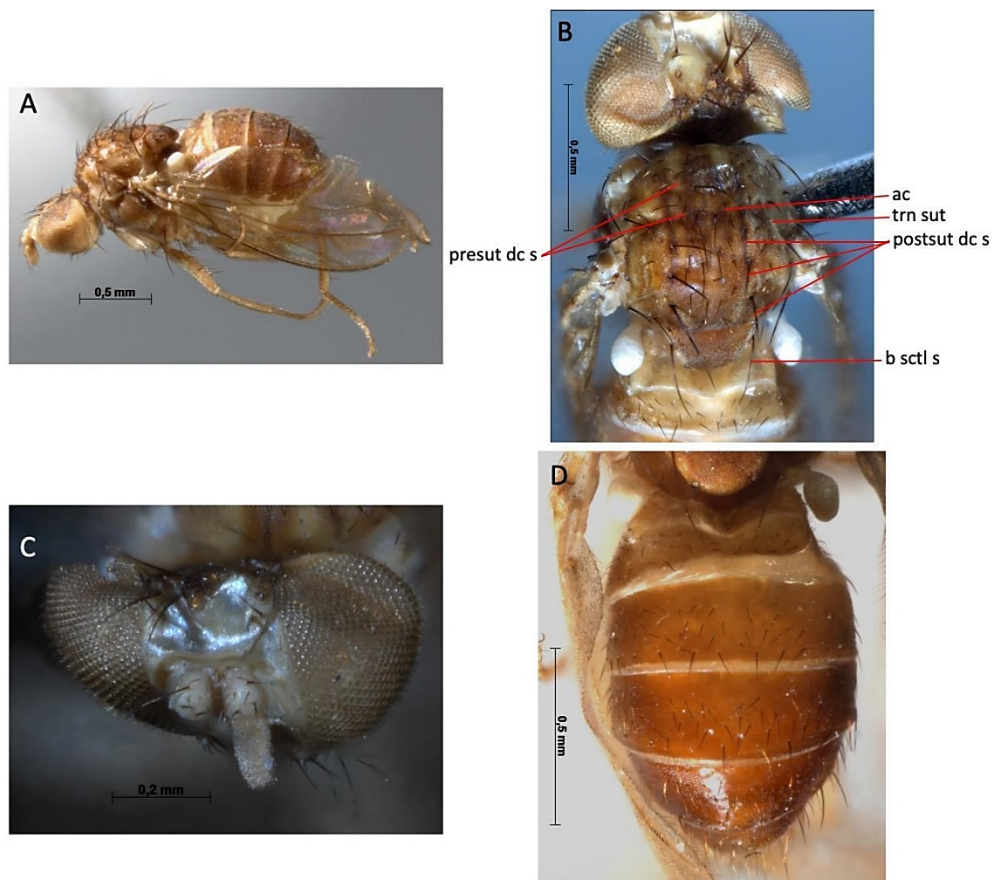 A
0,5 mm
B
0,5 mm
presut dc s
ac
trn sut
postsut dc s
b sctl s
C
0,2 mm
D
0,5 mm